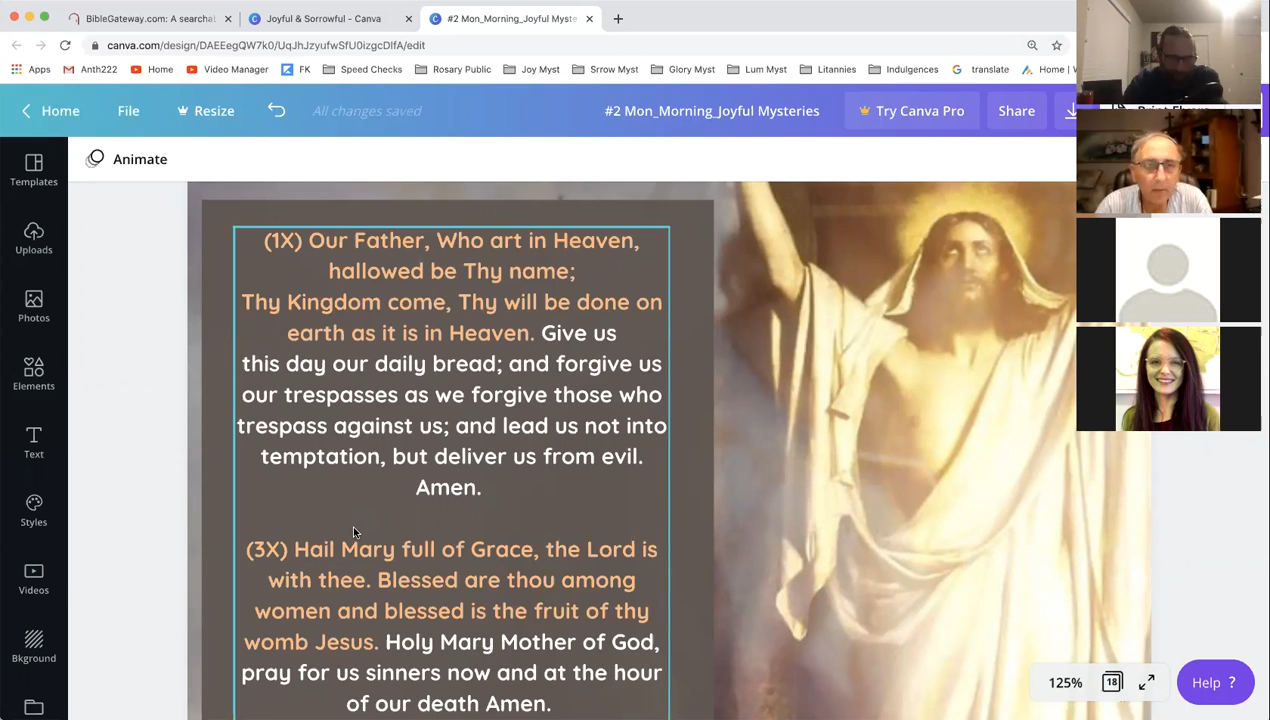 BibleGateway.com: A searchal
Joyful & Sorrowful - Canva
#2 Mon_Morning_Joyful Myste
canva.com/design/DAEEegQW7k0/UqJhJzyufwSfU0izgcDlfA/edit
Apps
Anth222
Home
Video Manager
FK
Speed Checks
Rosary Public
Joy Myst
Srrow Myst
Glory Myst
Lum Myst
Litannies
Indulgences
translate
Home | W
Home
File
Resize
All changes saved
#2 Mon_Morning_Joyful Mysteries
Try Canva Pro
Share
Animate
Templates
Uploads
Photos
Elements
Text
Styles
Videos
Bkground
(1X) Our Father, Who art in Heaven,
hallowed be Thy name;
Thy Kingdom come, Thy will be done on
earth as it is in Heaven. Give us
this day our daily bread; and forgive us
our trespasses as we forgive those who
trespass against us; and lead us not into
temptation, but deliver us from evil.
Amen.
(3X) Hail Mary full of Grace, the Lord is
with thee. Blessed are thou among
women and blessed is the fruit of thy
womb Jesus. Holy Mary Mother of God,
pray for us sinners now and at the hour
of our death Amen.
125%
18
Help ?